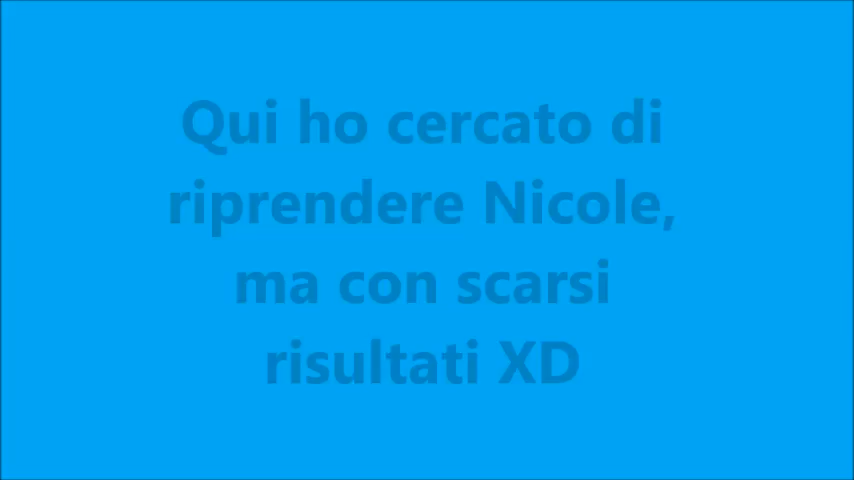 Qui ho cercato di
riprendere Nicole,
ma con scarsi
risultati XD